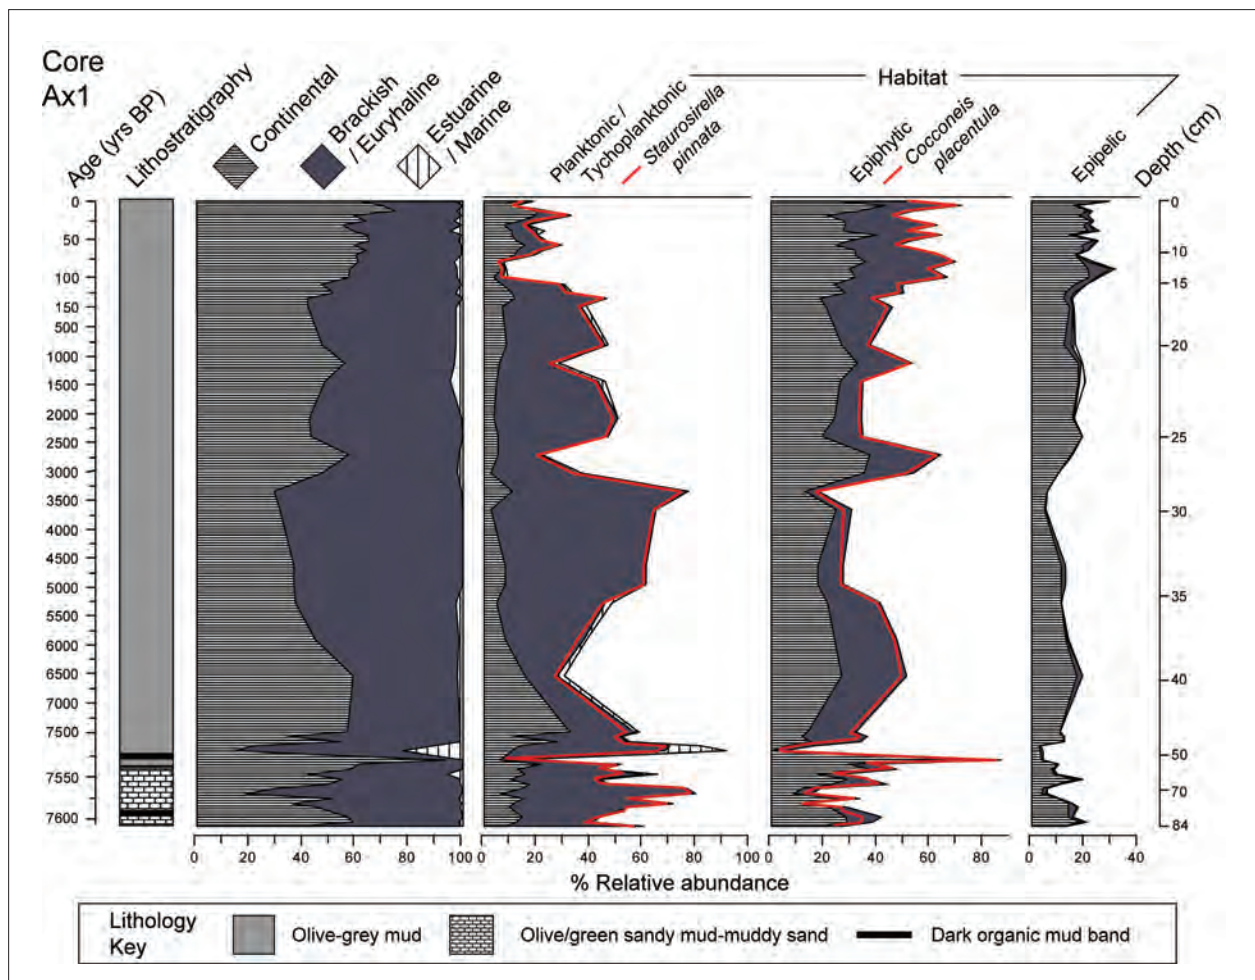 Core
Ax1
Age (yrs BP)
Lithostratigraphy
Continental
Brackish
/ Euryhaline
Estuarine
/ Marine
Habitat
Planktonic /
Tychoplanktonic
Staurosirella
pinnata
Epiphytic
Cocconeis
placentula
Epipelic
Depth (cm)
0
50
100
150
500
1000
1500
2000
2500
3000
3500
4000
4500
5000
5500
6000
6500
7000
7500
7550
7600
0
10
15
20
25
30
35
40
50
70
84
0 20 40 60 80 100
0 20 40 60 80 100
0 20 40 60 80
0 20 40
% Relative abundance
Lithology
Key
Olive-grey mud
Olive/green sandy mud-muddy sand
Dark organic mud band